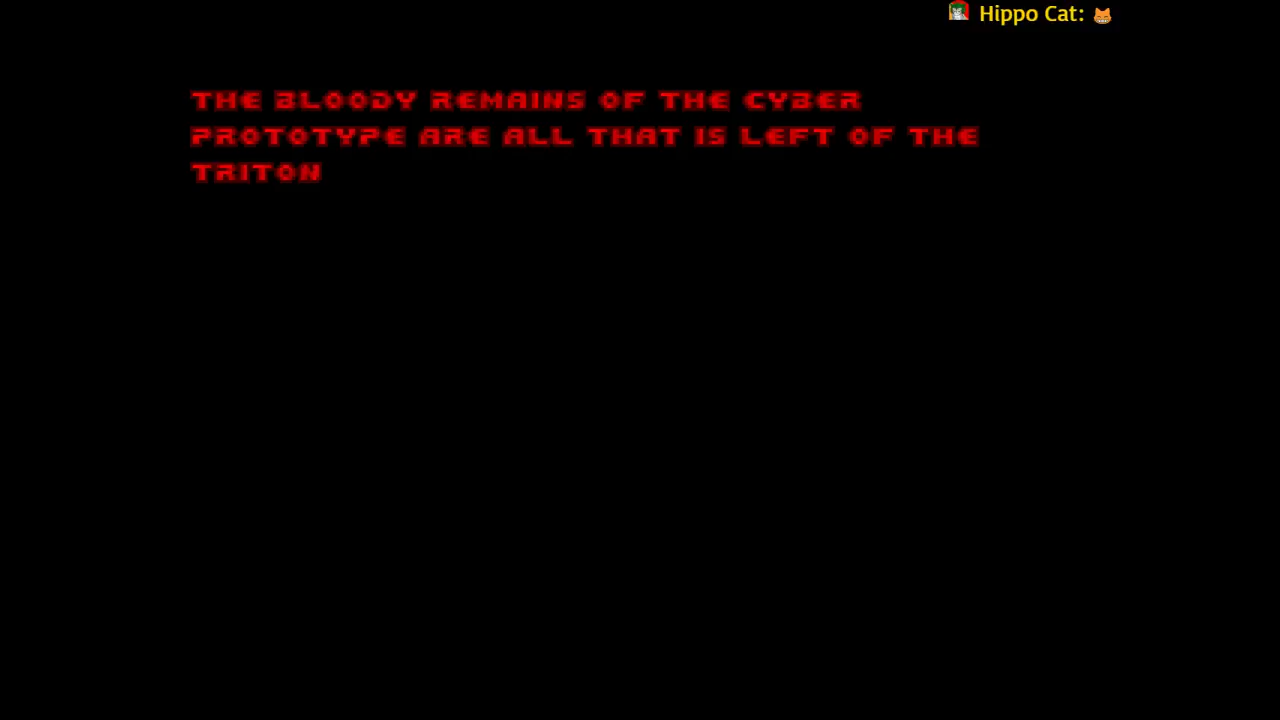 Hippo Cat: 😸
THE BLOODY REMAINS OF THE CYBER
PROTOTYPE ARE ALL THAT IS LEFT OF THE
TRITON